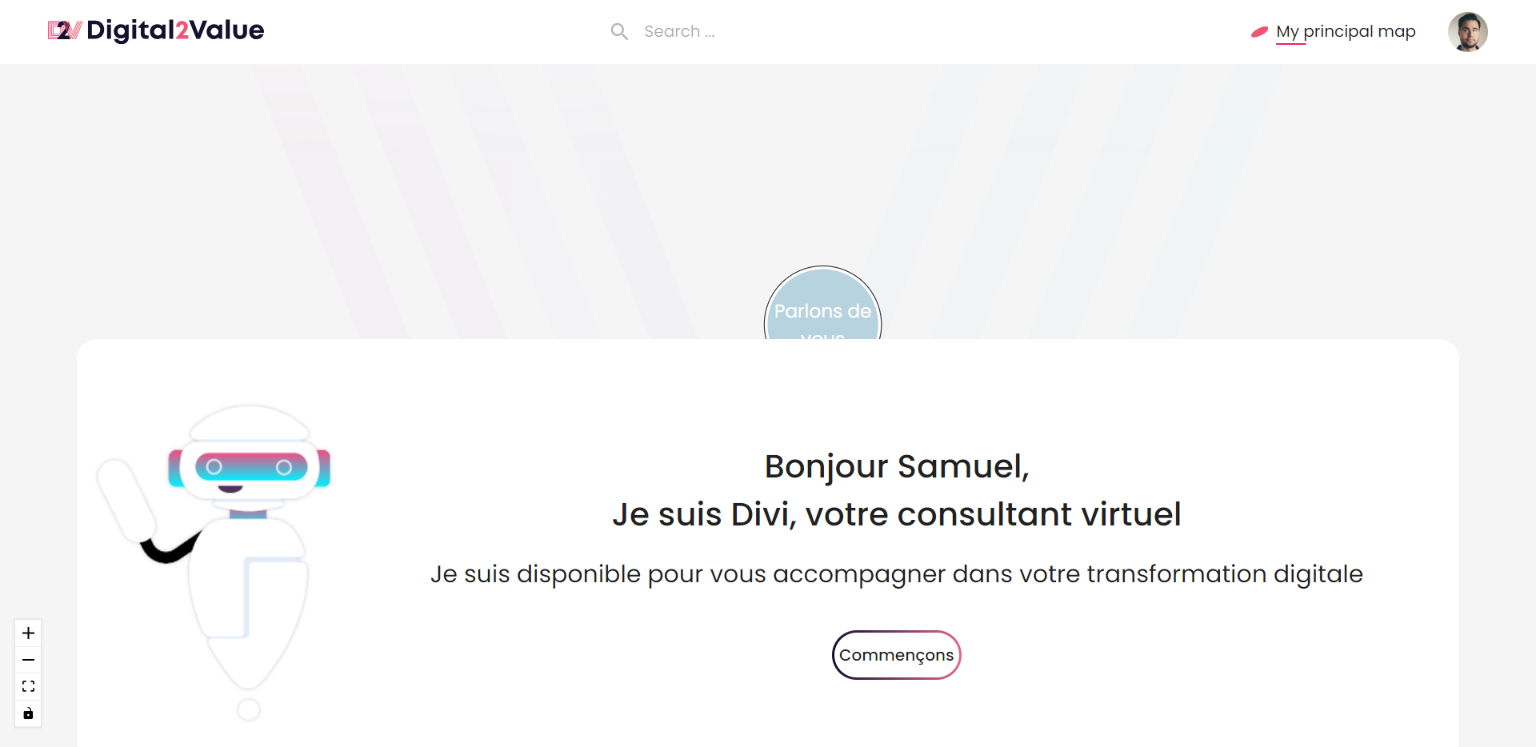 D2V Digital2Value
Search ...
My principal map
Parlons de
vous
Bonjour Samuel,
Je suis Divi, votre consultant virtuel
Je suis disponible pour vous accompagner dans votre transformation digitale
Commençons